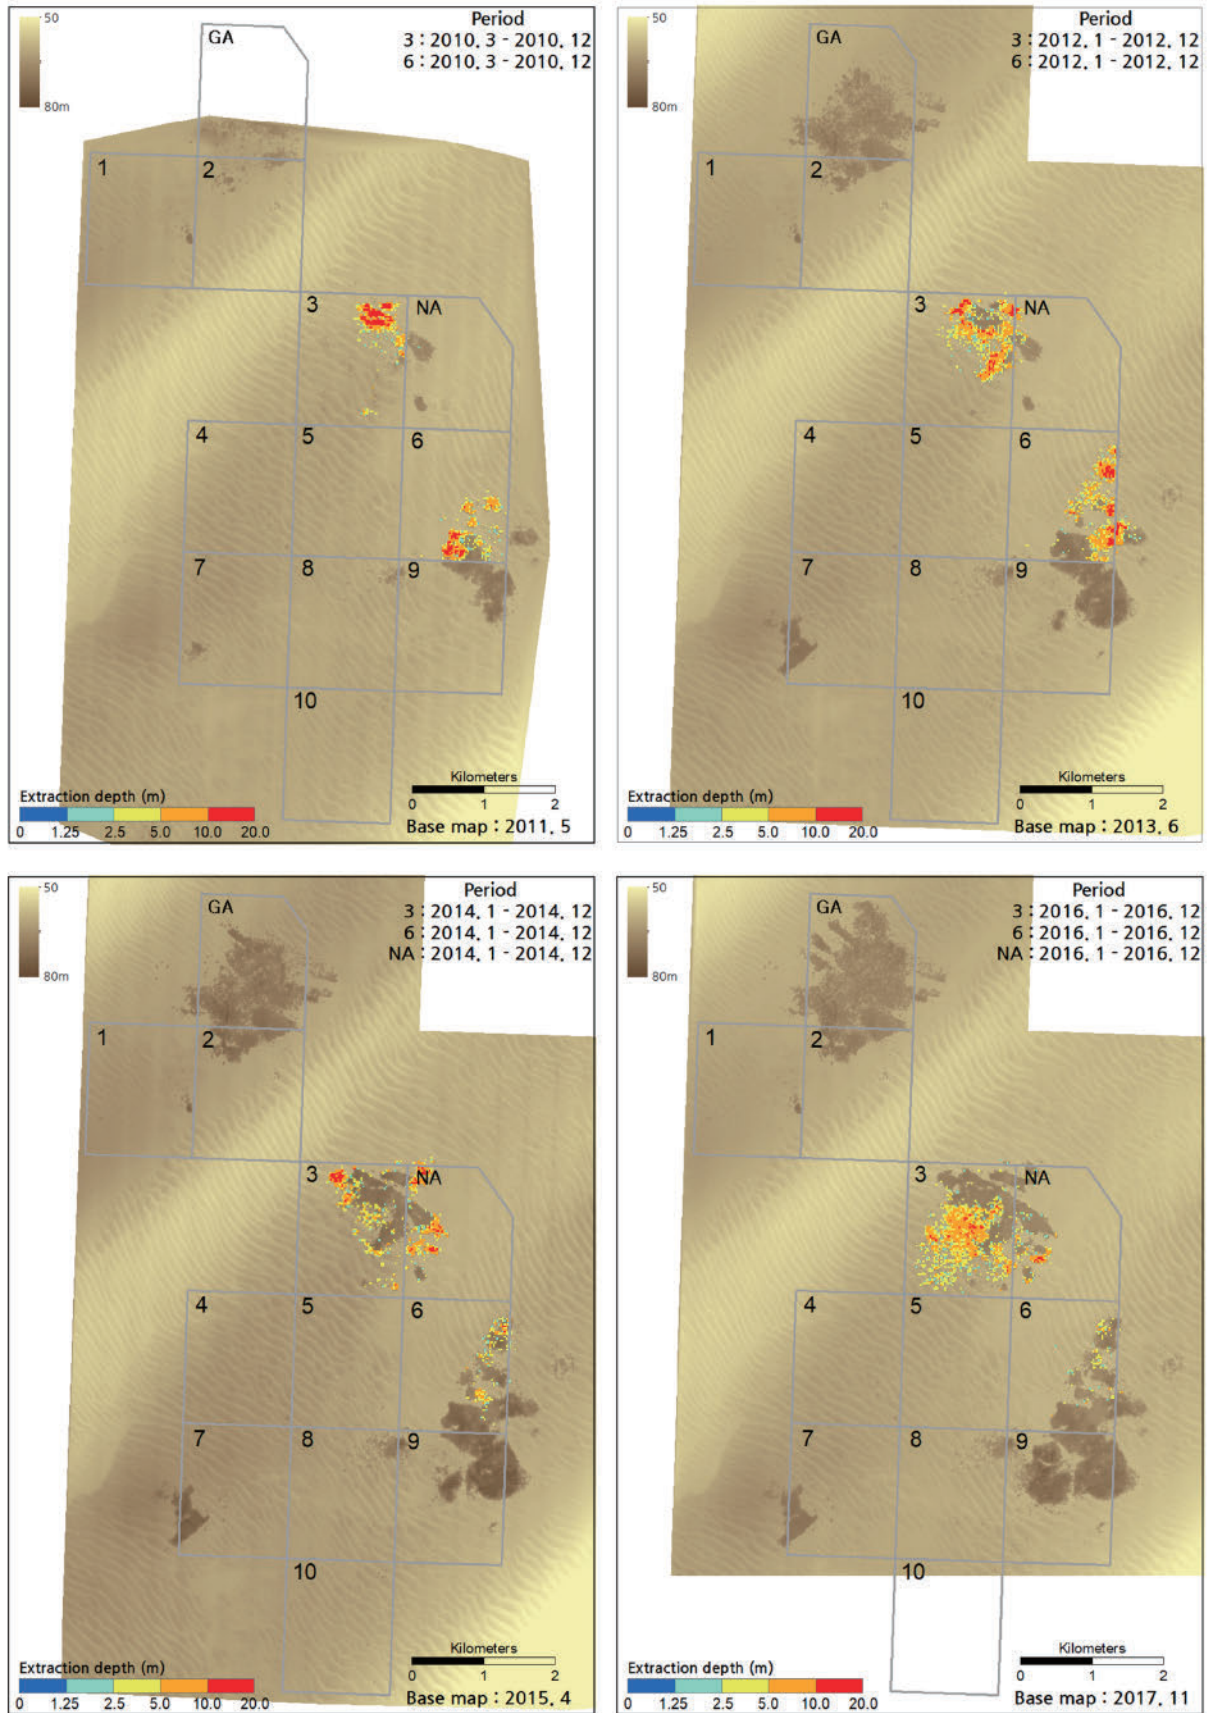 50
80m
GA
Period
3 : 2010. 3 - 2010. 12
6 : 2010. 3 - 2010. 12
1
2
3
NA
4
5
6
7
8
9
10
Extraction depth (m)
0 1.25 2.5 5.0 10.0 20.0
Kilometers
0 1 2
Base map : 2011. 5
50
80m
GA
Period
3 : 2012. 1 - 2012. 12
6 : 2012. 1 - 2012. 12
1
2
3
NA
4
5
6
7
8
9
10
Extraction depth (m)
0 1.25 2.5 5.0 10.0 20.0
Kilometers
0 1 2
Base map : 2013. 6
50
80m
GA
Period
3 : 2014. 1 - 2014. 12
6 : 2014. 1 - 2014. 12
NA : 2014. 1 - 2014. 12
1
2
3
NA
4
5
6
7
8
9
10
Extraction depth (m)
0 1.25 2.5 5.0 10.0 20.0
Kilometers
0 1 2
Base map : 2015. 4
50
80m
GA
Period
3 : 2016. 1 - 2016. 12
6 : 2016. 1 - 2016. 12
NA : 2016. 1 - 2016. 12
1
2
3
NA
4
5
6
7
8
9
10
Extraction depth (m)
0 1.25 2.5 5.0 10.0 20.0
Kilometers
0 1 2
Base map : 2017. 11